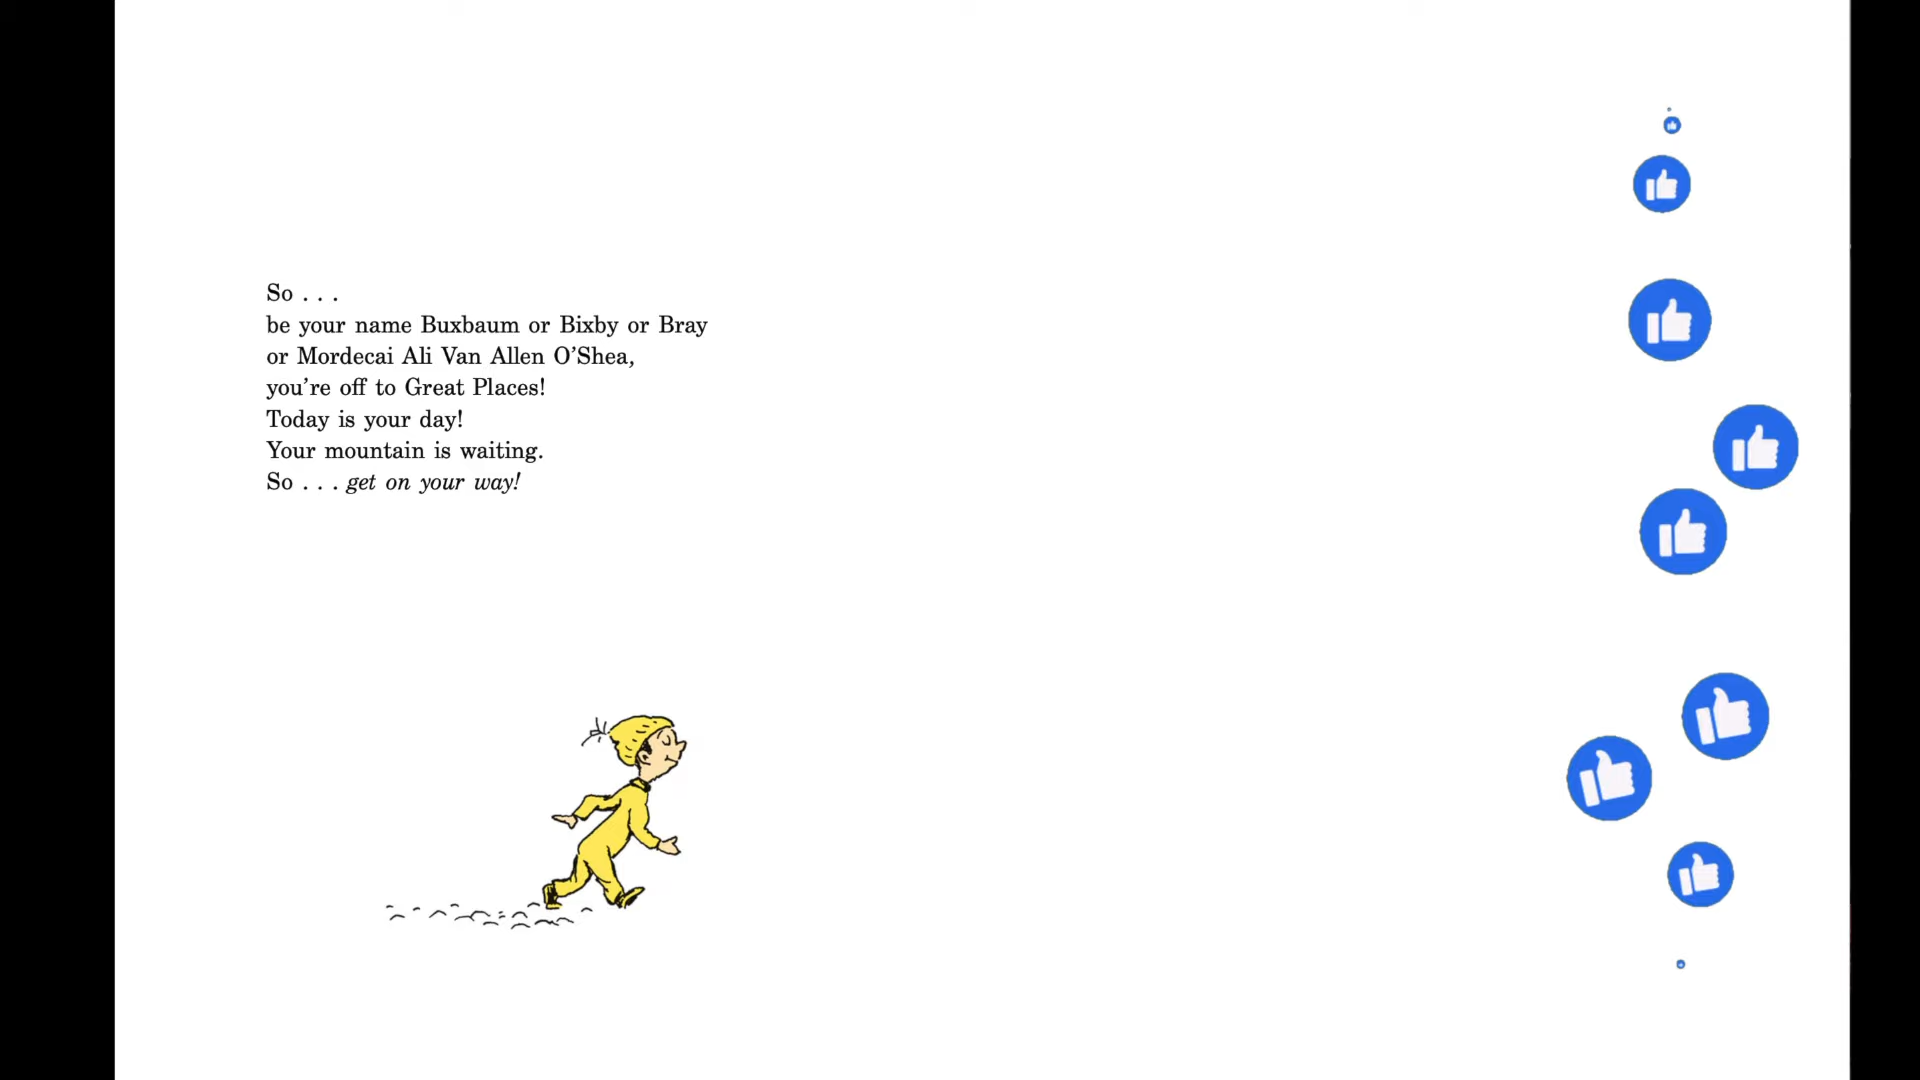 So . . .
be your name Buxbaum or Bixby or Bray
or Mordecai Ali Van Allen O’Shea,
you’re off to Great Places!
Today is your day!
Your mountain is waiting.
So . . . get on your way!